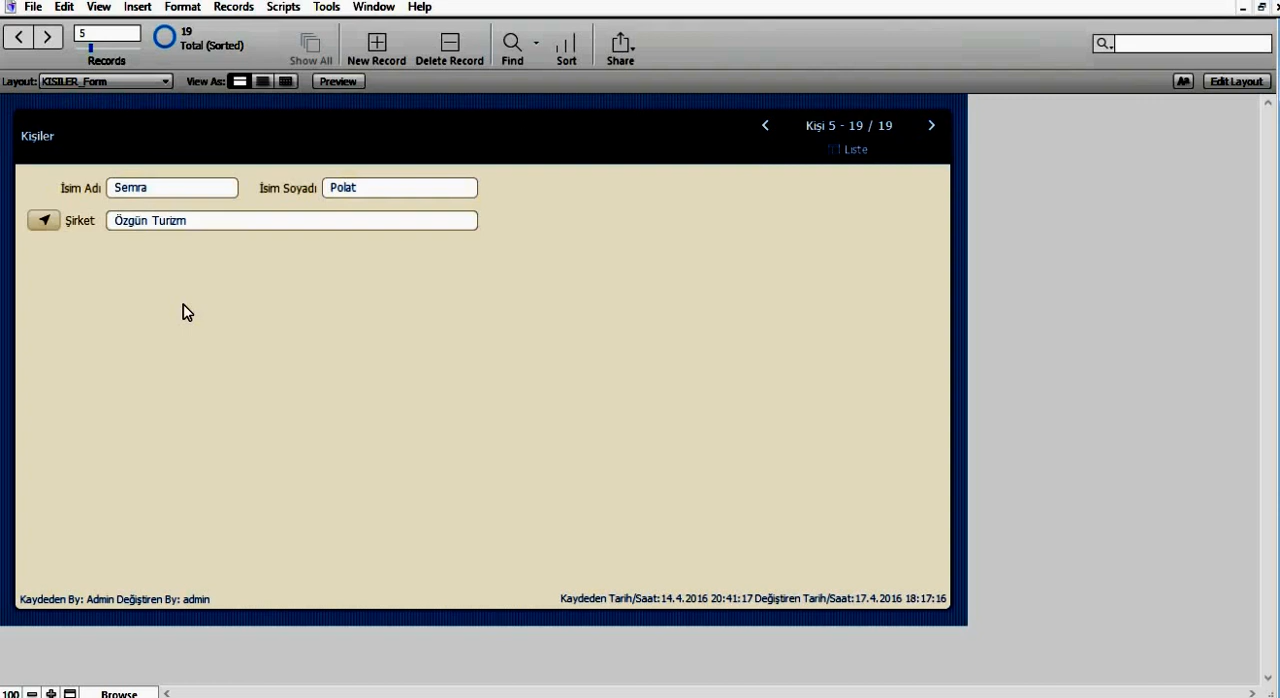 File Edit View Insert Format Records Scripts Tools Window Help
5
19
Total (Sorted)
Records
Show All
New Record
Delete Record
Find
Sort
Share
Layout: KISILER_Form
View As:
Preview
Aa
Edit Layout
Kişiler
Kişi 5 - 19 / 19
Liste
İsim Adı Semra
İsim Soyadı Polat
Şirket Özgün Turizm
Kaydeden By: Admin Değiştiren By: admin
Kaydeden Tarih/Saat:14.4.2016 20:41:17 Değiştiren Tarih/Saat:17.4.2016 18:17:16
100
Browse